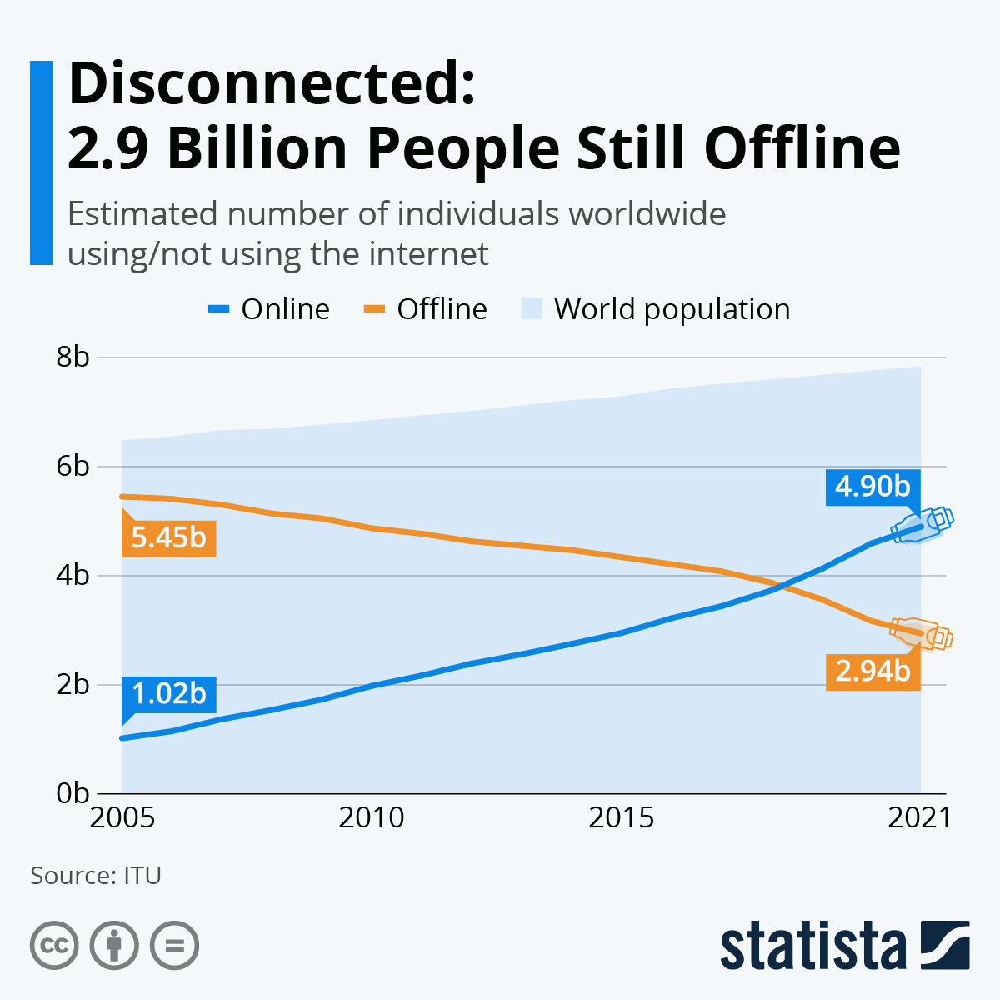 Disconnected:
2.9 Billion People Still Offline
Estimated number of individuals worldwide
using/not using the internet
Online Offline World population
8b
6b
4b
2b
0b
5.45b
1.02b
4.90b
2.94b
2005 2010 2015 2021
Source: ITU
cc
statista